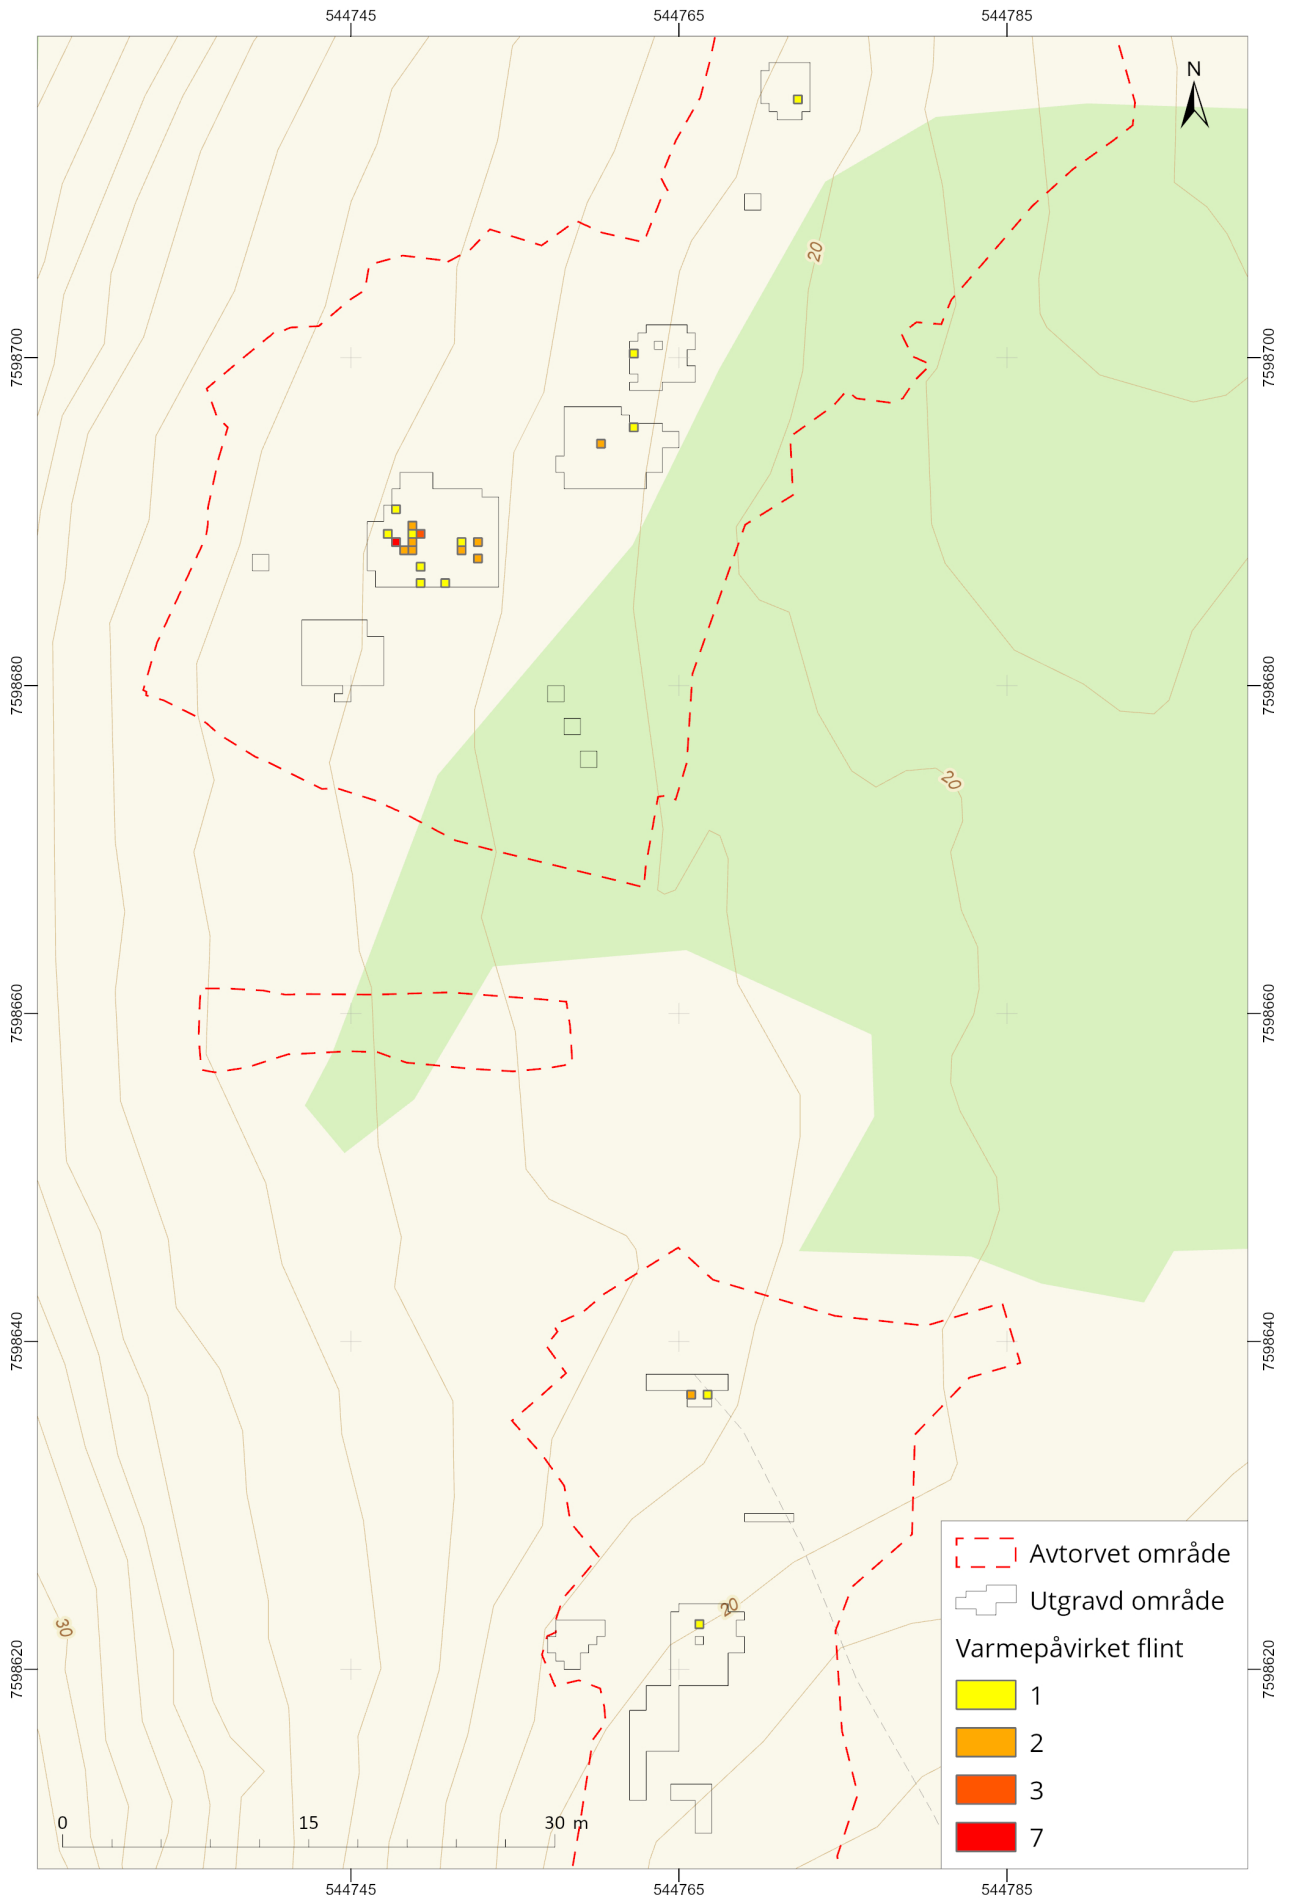 544745 544765 544785
N
20
7598700 7598700
7598680 7598680
20
7598660 7598660
7598640 7598640
20
30
7598620 7598620
Avtorvet område
Utgravd område
Varmepåvirket flint
1
2
3
7
0 15 30 m
544745 544765 544785